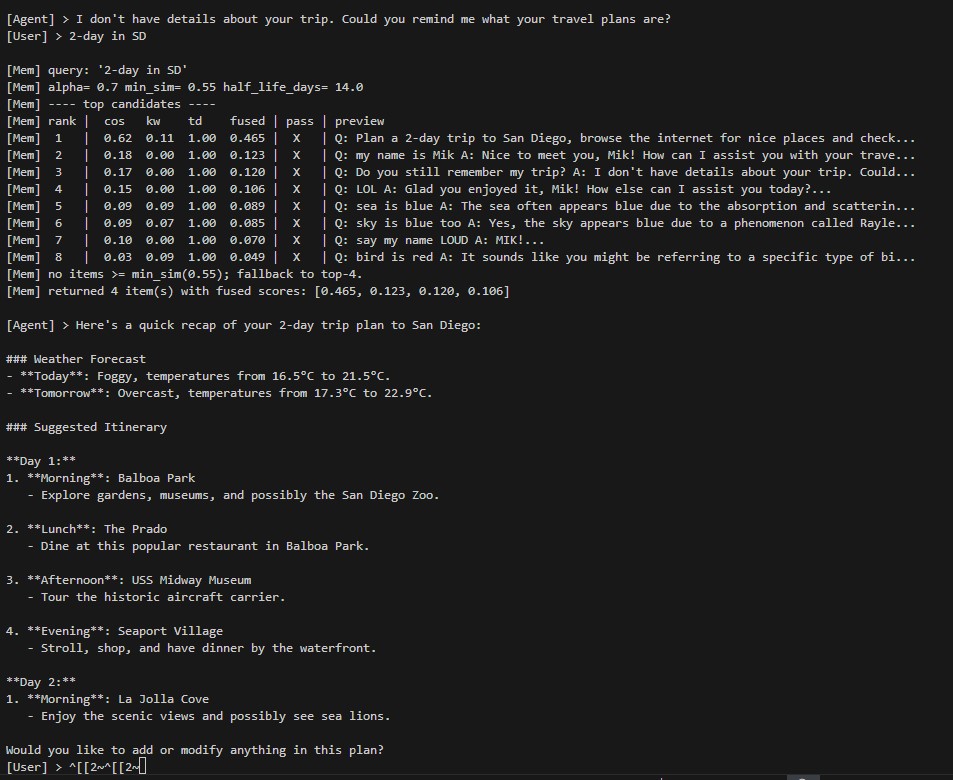 [Agent] > I don't have details about your trip. Could you remind me what your travel plans are?
[User] > 2-day in SD
[Mem] query: '2-day in SD'
[Mem] alpha= 0.7 min_sim= 0.55 half_life_days= 14.0
[Mem] ---- top candidates ----
[Mem] rank |  cos   kw    td    fused | pass | preview
[Mem]  1   |  0.62  0.11  1.00  0.465 |  X   | Q: Plan a 2-day trip to San Diego, browse the internet for nice places and check...
[Mem]  2   |  0.18  0.00  1.00  0.123 |  X   | Q: my name is Mik A: Nice to meet you, Mik! How can I assist you with your trave...
[Mem]  3   |  0.17  0.00  1.00  0.120 |  X   | Q: Do you still remember my trip? A: I don't have details about your trip. Could...
[Mem]  4   |  0.15  0.00  1.00  0.106 |  X   | Q: LOL A: Glad you enjoyed it, Mik! How else can I assist you today?...
[Mem]  5   |  0.09  0.09  1.00  0.089 |  X   | Q: sea is blue A: The sea often appears blue due to the absorption and scatterin...
[Mem]  6   |  0.09  0.07  1.00  0.085 |  X   | Q: sky is blue too A: Yes, the sky appears blue due to a phenomenon called Rayle...
[Mem]  7   |  0.10  0.00  1.00  0.070 |  X   | Q: say my name LOUD A: MIK!...
[Mem]  8   |  0.03  0.09  1.00  0.049 |  X   | Q: bird is red A: It sounds like you might be referring to a specific type of bi...
[Mem] no items >= min_sim(0.55); fallback to top-4.
[Mem] returned 4 item(s) with fused scores: [0.465, 0.123, 0.120, 0.106]
[Agent] > Here's a quick recap of your 2-day trip plan to San Diego:
### Weather Forecast
- **Today**: Foggy, temperatures from 16.5°C to 21.5°C.
- **Tomorrow**: Overcast, temperatures from 17.3°C to 22.9°C.
### Suggested Itinerary
**Day 1:**
1. **Morning**: Balboa Park
   - Explore gardens, museums, and possibly the San Diego Zoo.
2. **Lunch**: The Prado
   - Dine at this popular restaurant in Balboa Park.
3. **Afternoon**: USS Midway Museum
   - Tour the historic aircraft carrier.
4. **Evening**: Seaport Village
   - Stroll, shop, and have dinner by the waterfront.
**Day 2:**
1. **Morning**: La Jolla Cove
   - Enjoy the scenic views and possibly see sea lions.
Would you like to add or modify anything in this plan?
[User] > ^[[2~^[[2~